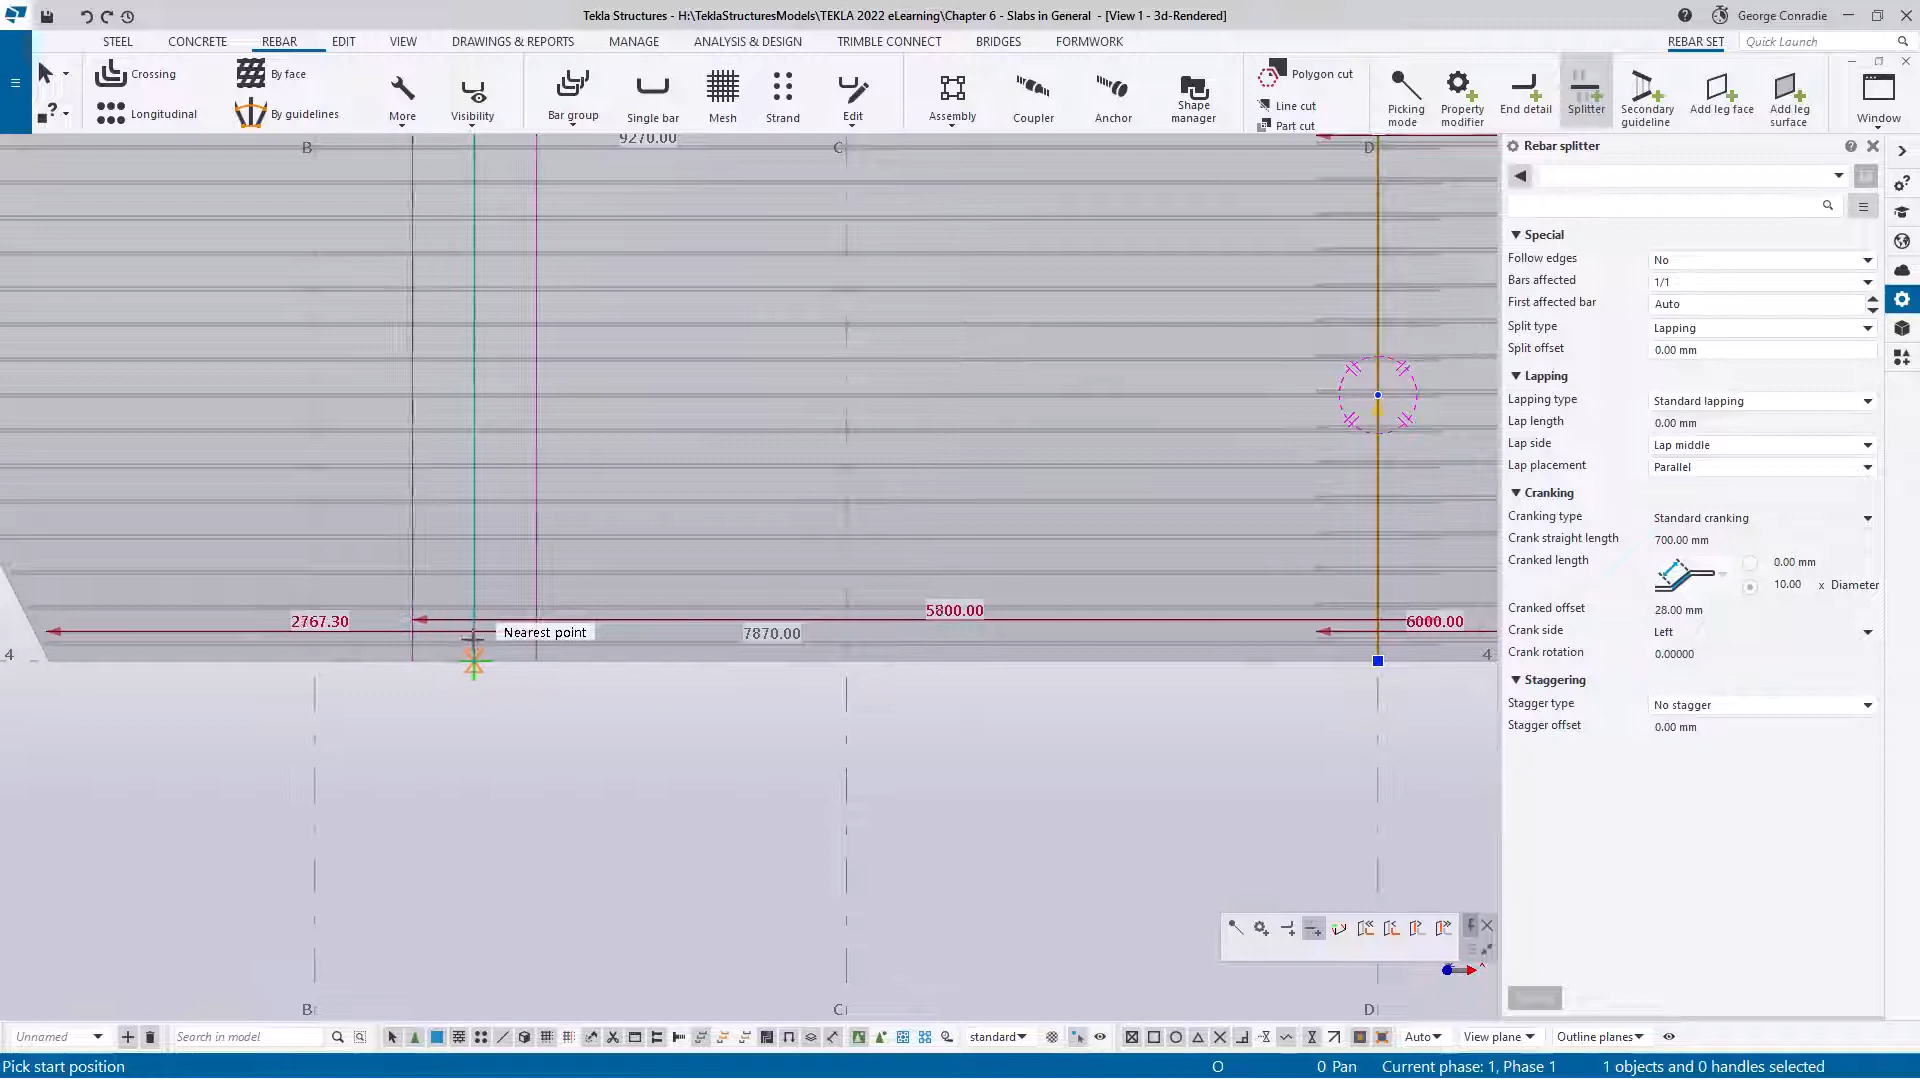 Tekla Structures - H:\TeklaStructuresModels\TEKLA 2022 eLearning\Chapter 6 - Slabs in General - [View 1 - 3d-Rendered]
George Conradie
STEEL CONCRETE REBAR EDIT VIEW DRAWINGS & REPORTS MANAGE ANALYSIS & DESIGN TRIMBLE CONNECT BRIDGES FORMWORK REBAR SET Quick Launch
Crossing
Longitudinal
By face
By guidelines
More
Visibility
Bar group
Single bar
Mesh
Strand
Edit
Assembly
Coupler
Anchor
Shape manager
Polygon cut
Line cut
Part cut
Picking mode
Property modifier
End detail
Splitter
Secondary guideline
Add leg face
Add leg surface
Window
B
9270.00
C
D
2767.30
5800.00
6000.00
7870.00
Nearest point
4
4
B
C
D
Rebar splitter
Special
Follow edges No
Bars affected 1/1
First affected bar Auto
Split type Lapping
Split offset 0.00 mm
Lapping
Lapping type Standard lapping
Lap length 0.00 mm
Lap side Lap middle
Lap placement Parallel
Cranking
Cranking type Standard cranking
Crank straight length 700.00 mm
Cranked length 0.00 mm
10.00 x Diameter
Cranked offset 28.00 mm
Crank side Left
Crank rotation 0.00000
Staggering
Stagger type No stagger
Stagger offset 0.00 mm
Unnamed
Search in model
standard
Auto
View plane
Outline planes
Pick start position
O
0 Pan
Current phase: 1, Phase 1
1 objects and 0 handles selected